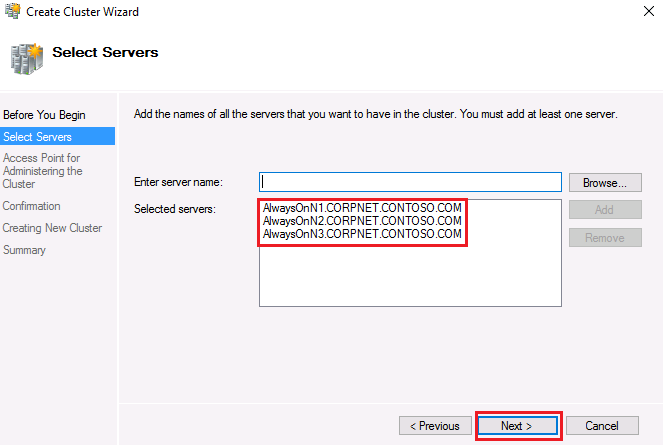 Create Cluster Wizard
Select Servers
Before You Begin
Select Servers
Access Point for
Administering the
Cluster
Confirmation
Creating New Cluster
Summary
Add the names of all the servers that you want to have in the cluster. You must add at least one server.
Enter server name:
Browse...
Selected servers:
AlwaysOnN1.CORPNET.CONTOSO.COM
AlwaysOnN2.CORPNET.CONTOSO.COM
AlwaysOnN3.CORPNET.CONTOSO.COM
Add
Remove
< Previous
Next >
Cancel